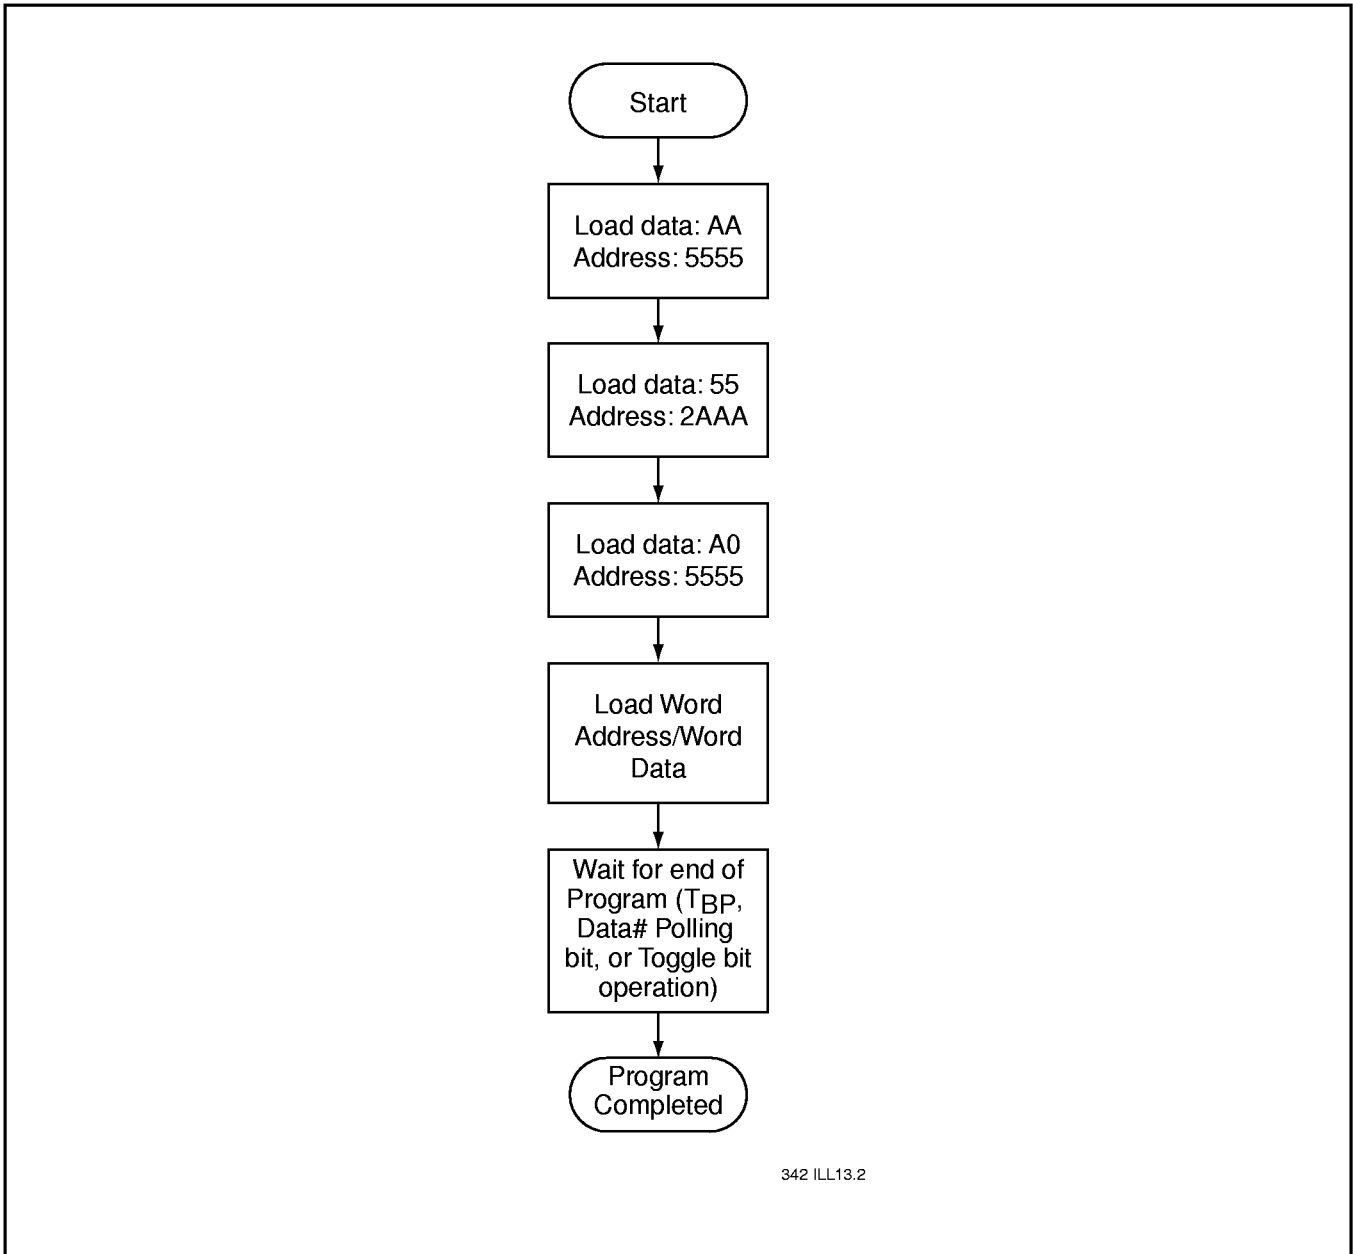 Start
Load data: AA
Address: 5555
Load data: 55
Address: 2AAA
Load data: A0
Address: 5555
Load Word
Address/Word
Data
Wait for end of
Program (TBP,
Data# Polling
bit, or Toggle bit
operation)
Program
Completed
342 ILL13.2